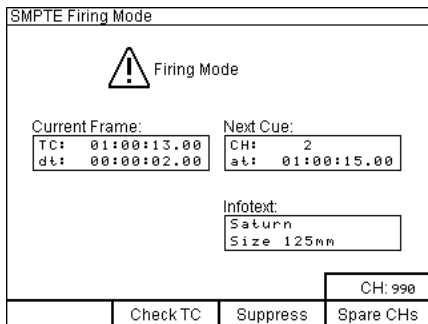 SMPTE Firing Mode
Firing Mode
Current Frame:
TC: 01:00:13.00
dt: 00:00:02.00
Next Cue:
CH: 2
at: 01:00:15.00
Infotext:
Saturn
Size 125mm
CH: 990
Check TC Suppress Spare CHs